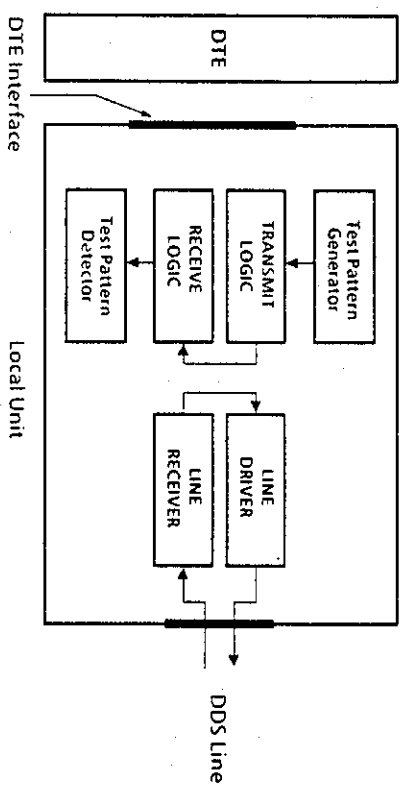 DTE
DTE Interface
Test Pattern
Generator
TRANSMIT
LOGIC
RECEIVE
LOGIC
Test Pattern
Detector
LINE
DRIVER
LINE
RECEIVER
DDS Line
Local Unit